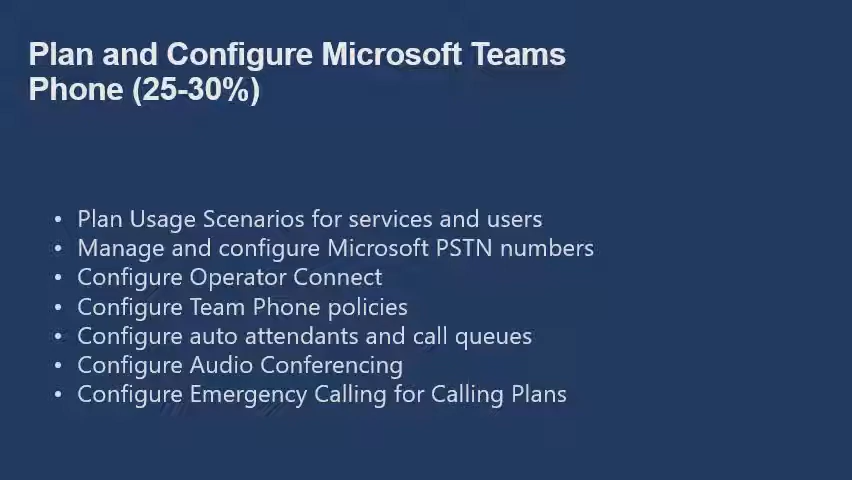 Plan and Configure Microsoft Teams
Phone (25-30%)
• Plan Usage Scenarios for services and users
• Manage and configure Microsoft PSTN numbers
• Configure Operator Connect
• Configure Team Phone policies
• Configure auto attendants and call queues
• Configure Audio Conferencing
• Configure Emergency Calling for Calling Plans